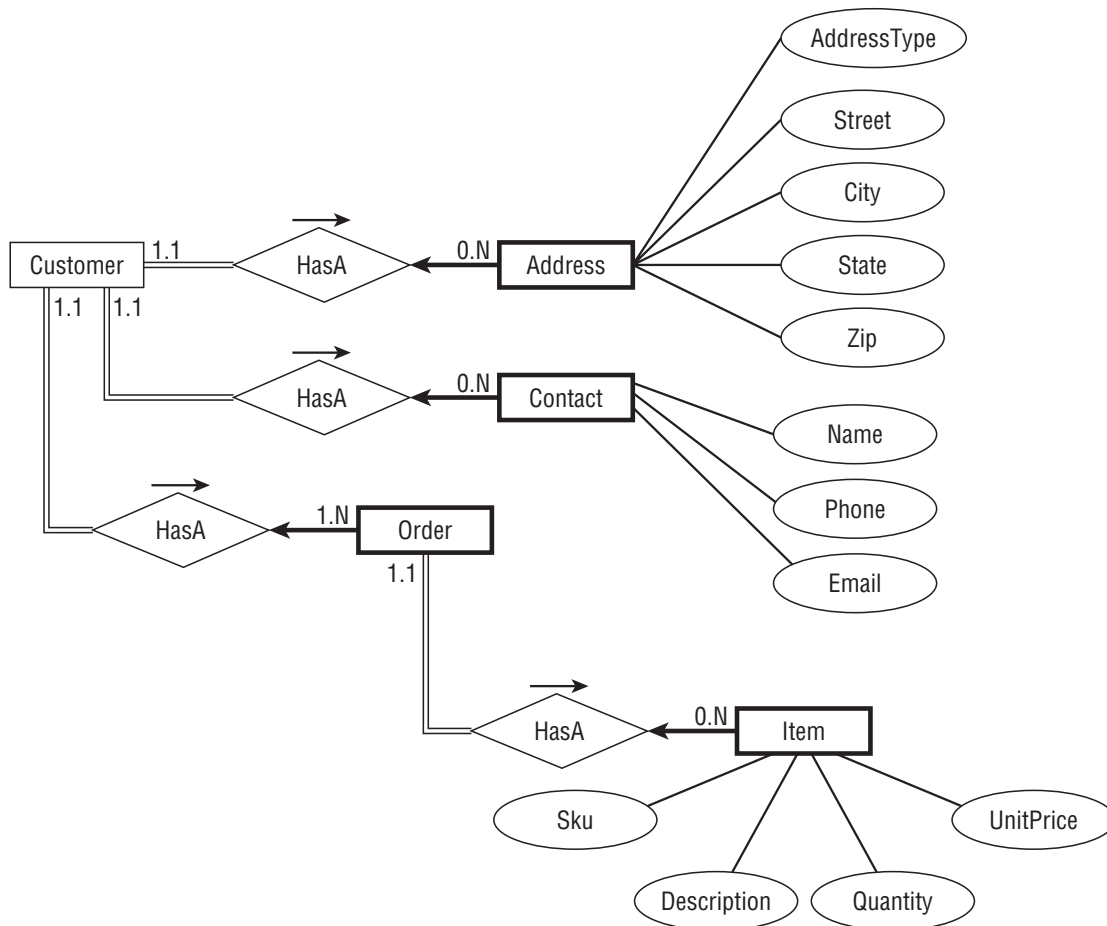 AddressType
Street
City
State
Zip
Customer
1.1
HasA
0.N
Address
1.1
1.1
HasA
0.N
Contact
Name
Phone
Email
HasA
1.N
Order
1.1
HasA
0.N
Item
Sku
UnitPrice
Description
Quantity